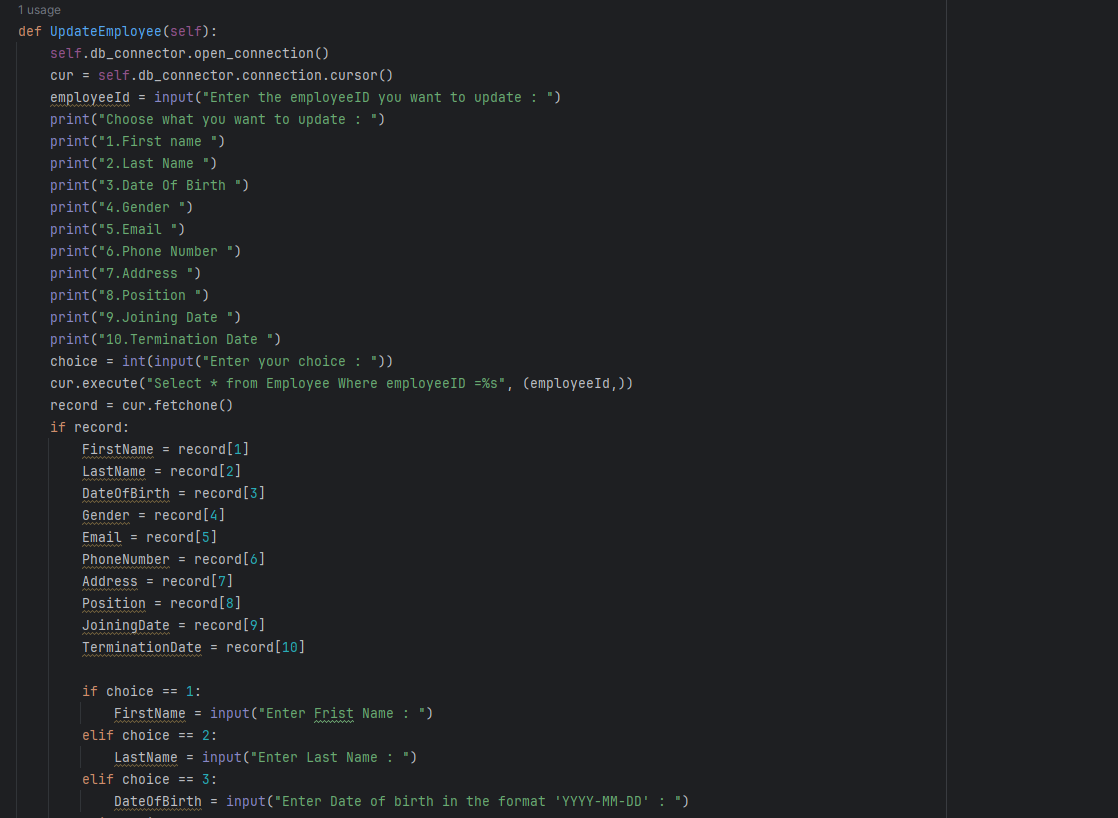 1 usage
def UpdateEmployee(self):
    self.db_connector.open_connection()
    cur = self.db_connector.connection.cursor()
    employeeId = input("Enter the employeeID you want to update : ")
    print("Choose what you want to update : ")
    print("1.First name ")
    print("2.Last Name ")
    print("3.Date Of Birth ")
    print("4.Gender ")
    print("5.Email ")
    print("6.Phone Number ")
    print("7.Address ")
    print("8.Position ")
    print("9.Joining Date ")
    print("10.Termination Date ")
    choice = int(input("Enter your choice : "))
    cur.execute("Select * from Employee Where employeeID =%s", (employeeId,))
    record = cur.fetchone()
    if record:
        FirstName = record[1]
        LastName = record[2]
        DateOfBirth = record[3]
        Gender = record[4]
        Email = record[5]
        PhoneNumber = record[6]
        Address = record[7]
        Position = record[8]
        JoiningDate = record[9]
        TerminationDate = record[10]

        if choice == 1:
            FirstName = input("Enter Frist Name : ")
        elif choice == 2:
            LastName = input("Enter Last Name : ")
        elif choice == 3:
            DateOfBirth = input("Enter Date of birth in the format 'YYYY-MM-DD' : ")